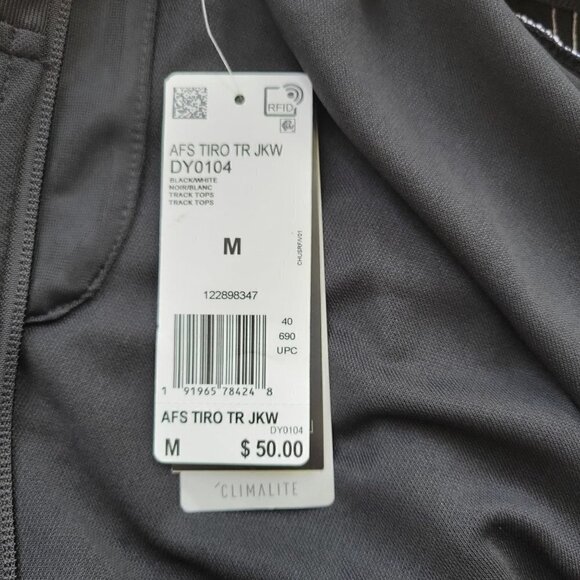 RFID
AFS TIRO TR JKW
DY0104
BLACK/WHITE
NOIR/BLANC
TRACK TOPS
TRACK TOPS
M
CHUSRFIV01
122898347
40
690
UPC
1 91965 78424 8
AFS TIRO TR JKW
DY0104
M $ 50.00
CLIMALITE